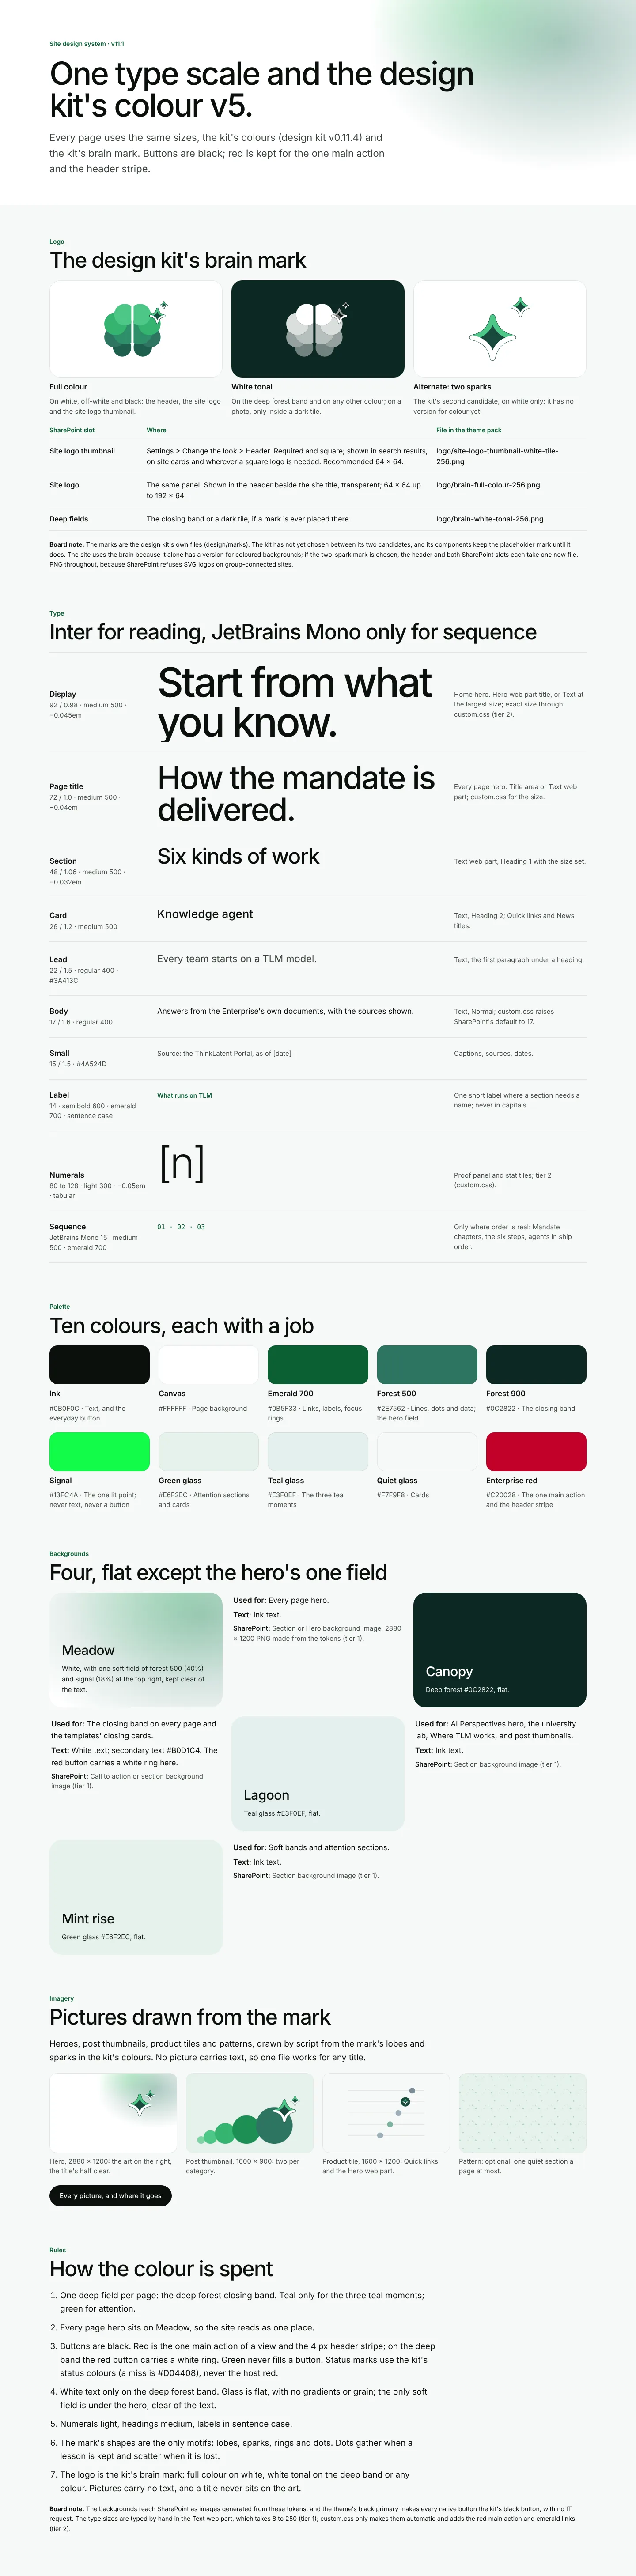 Site design system · v11.1
One type scale and the design
kit's colour v5.
Every page uses the same sizes, the kit's colours (design kit v0.11.4) and
the kit's brain mark. Buttons are black; red is kept for the one main action
and the header stripe.
Logo
The design kit's brain mark
Full colour
On white, off-white and black: the header, the site logo
and the site logo thumbnail.
White tonal
On the deep forest band and on any other colour; on a
photo, only inside a dark tile.
Alternate: two sparks
The kit's second candidate, on white only: it has no
version for colour yet.
SharePoint slot
Where
File in the theme pack
Site logo thumbnail
Settings > Change the look > Header. Required and square; shown in search results,
on site cards and wherever a square logo is needed. Recommended 64 × 64.
logo/site-logo-thumbnail-white-tile-
256.png
Site logo
The same panel. Shown in the header beside the site title, transparent; 64 × 64 up
to 192 × 64.
logo/brain-full-colour-256.png
Deep fields
The closing band or a dark tile, if a mark is ever placed there.
logo/brain-white-tonal-256.png
Board note. The marks are the design kit's own files (design/marks). The kit has not yet chosen between its two candidates, and its components keep the placeholder mark until it
does. The site uses the brain because it alone has a version for coloured backgrounds; if the two-spark mark is chosen, the header and both SharePoint slots each take one new file.
PNG throughout, because SharePoint refuses SVG logos on group-connected sites.
Type
Inter for reading, JetBrains Mono only for sequence
Display
92 / 0.98 · medium 500 ·
−0.045em
Start from what
you know.
Home hero. Hero web part title, or Text at
the largest size; exact size through
custom.css (tier 2).
Page title
72 / 1.0 · medium 500 ·
−0.04em
How the mandate is
delivered.
Every page hero. Title area or Text web
part; custom.css for the size.
Section
48 / 1.06 · medium 500 ·
−0.032em
Six kinds of work
Text web part, Heading 1 with the size set.
Card
26 / 1.2 · medium 500
Knowledge agent
Text, Heading 2; Quick links and News
titles.
Lead
22 / 1.5 · regular 400 ·
#3A413C
Every team starts on a TLM model.
Text, the first paragraph under a heading.
Body
17 / 1.6 · regular 400
Answers from the Enterprise's own documents, with the sources shown.
Text, Normal; custom.css raises
SharePoint's default to 17.
Small
15 / 1.5 · #4A524D
Source: the ThinkLatent Portal, as of [date]
Captions, sources, dates.
Label
14 · semibold 600 · emerald
700 · sentence case
What runs on TLM
One short label where a section needs a
name; never in capitals.
Numerals
80 to 128 · light 300 · −0.05em
· tabular
[n]
Proof panel and stat tiles; tier 2
(custom.css).
Sequence
JetBrains Mono 15 · medium
500 · emerald 700
01 · 02 · 03
Only where order is real: Mandate
chapters, the six steps, agents in ship
order.
Palette
Ten colours, each with a job
Ink
#0B0F0C · Text, and the
everyday button
Canvas
#FFFFFF · Page background
Emerald 700
#0B5F33 · Links, labels, focus
rings
Forest 500
#2E7562 · Lines, dots and data;
the hero field
Forest 900
#0C2822 · The closing band
Signal
#13FC4A · The one lit point;
never text, never a button
Green glass
#E6F2EC · Attention sections
and cards
Teal glass
#E3F0EF · The three teal
moments
Quiet glass
#F7F9F8 · Cards
Enterprise red
#C20028 · The one main action
and the header stripe
Backgrounds
Four, flat except the hero's one field
Meadow
White, with one soft field of forest 500 (40%)
and signal (18%) at the top right, kept clear of
the text.
Used for: Every page hero.
Text: Ink text.
SharePoint: Section or Hero background image, 2880
× 1200 PNG made from the tokens (tier 1).
Canopy
Deep forest #0C2822, flat.
Used for: The closing band on every page and
the templates' closing cards.
Text: White text; secondary text #B0D1C4. The
red button carries a white ring here.
SharePoint: Call to action or section background
image (tier 1).
Lagoon
Teal glass #E3F0EF, flat.
Used for: AI Perspectives hero, the university
lab, Where TLM works, and post thumbnails.
Text: Ink text.
SharePoint: Section background image (tier 1).
Mint rise
Green glass #E6F2EC, flat.
Used for: Soft bands and attention sections.
Text: Ink text.
SharePoint: Section background image (tier 1).
Imagery
Pictures drawn from the mark
Heroes, post thumbnails, product tiles and patterns, drawn by script from the mark's lobes and
sparks in the kit's colours. No picture carries text, so one file works for any title.
Hero, 2880 × 1200: the art on the right,
the title's half clear.
Post thumbnail, 1600 × 900: two per
category.
Product tile, 1600 × 1200: Quick links
and the Hero web part.
Pattern: optional, one quiet section a
page at most.
Every picture, and where it goes
Rules
How the colour is spent
1. One deep field per page: the deep forest closing band. Teal only for the three teal moments;
green for attention.
2. Every page hero sits on Meadow, so the site reads as one place.
3. Buttons are black. Red is the one main action of a view and the 4 px header stripe; on the deep
band the red button carries a white ring. Green never fills a button. Status marks use the kit's
status colours (a miss is #D04408), never the host red.
4. White text only on the deep forest band. Glass is flat, with no gradients or grain; the only soft
field is under the hero, clear of the text.
5. Numerals light, headings medium, labels in sentence case.
6. The mark's shapes are the only motifs: lobes, sparks, rings and dots. Dots gather when a
lesson is kept and scatter when it is lost.
7. The logo is the kit's brain mark: full colour on white, white tonal on the deep band or any
colour. Pictures carry no text, and a title never sits on the art.
Board note. The backgrounds reach SharePoint as images generated from these tokens, and the theme's black primary makes every native button the kit's black button, with no IT
request. The type sizes are typed by hand in the Text web part, which takes 8 to 250 (tier 1); custom.css only makes them automatic and adds the red main action and emerald links
(tier 2).